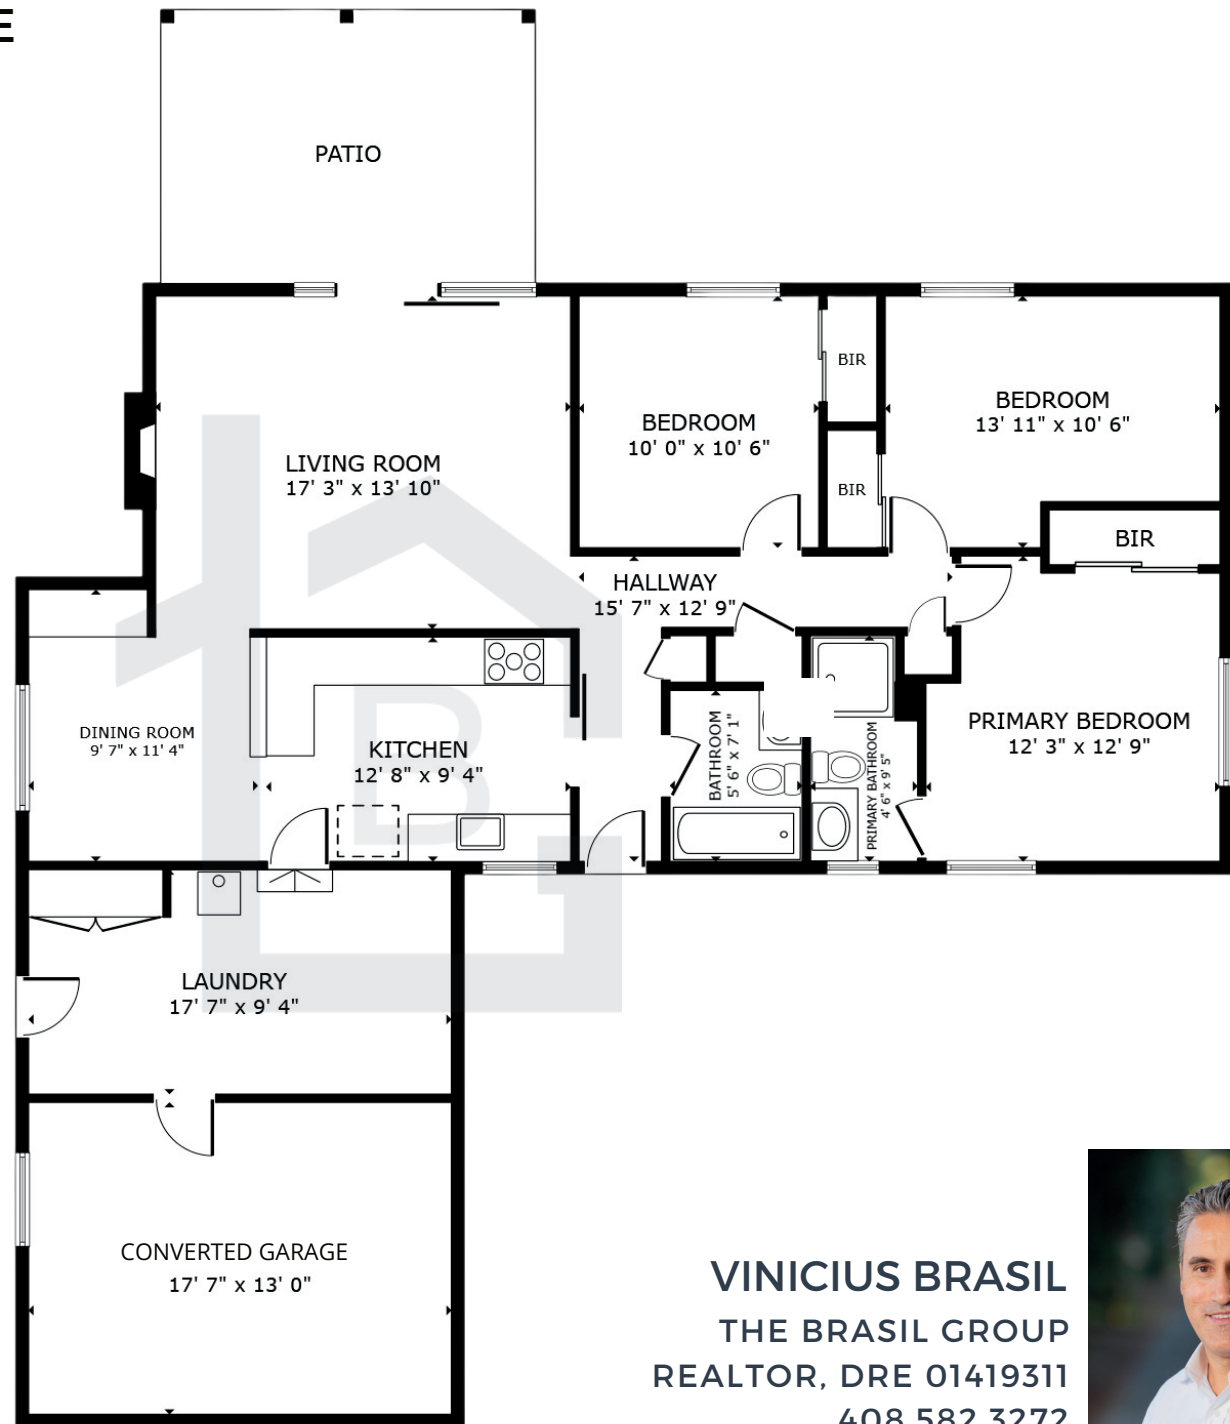 E
PATIO
BIR
BEDROOM
10' 0" x 10' 6"
BEDROOM
13' 11" x 10' 6"
LIVING ROOM
17' 3" x 13' 10"
BIR
BIR
HALLWAY
15' 7" x 12' 9"
DINING ROOM
9' 7" x 11' 4"
KITCHEN
12' 8" x 9' 4"
BATHROOM
5' 6" x 7' 1"
PRIMARY BATHROOM
4' 6" x 9' 5"
PRIMARY BEDROOM
12' 3" x 12' 9"
B
LAUNDRY
17' 7" x 9' 4"
CONVERTED GARAGE
17' 7" x 13' 0"
VINICIUS BRASIL
THE BRASIL GROUP
REALTOR, DRE 01419311
408.582.3272